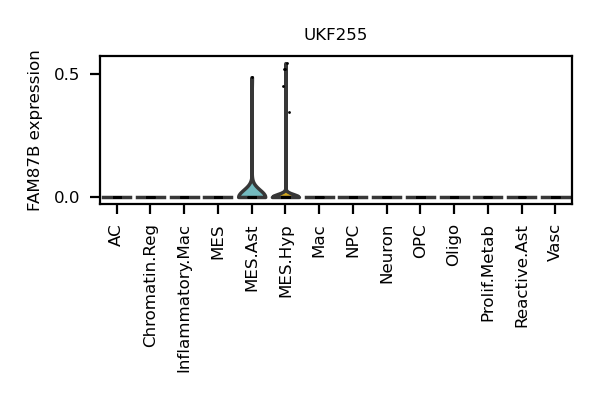 UKF255
FAM87B expression
0.5
0.0
AC
Chromatin.Reg
Inflammatory.Mac
MES
MES.Ast
MES.Hyp
Mac
NPC
Neuron
OPC
Oligo
Prolif.Metab
Reactive.Ast
Vasc